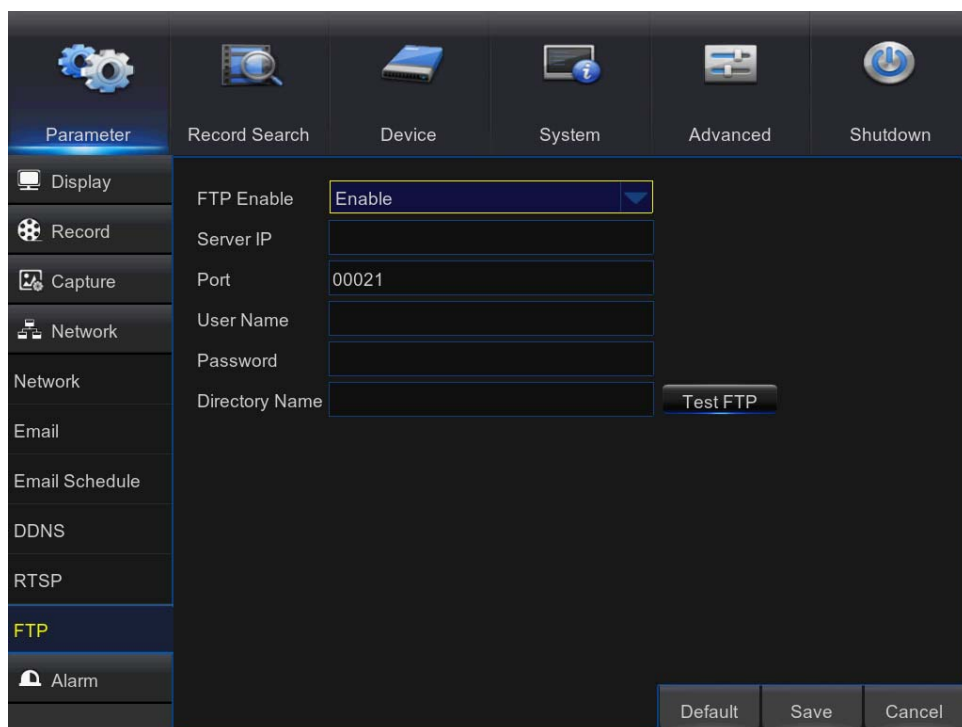 Parameter Record Search Device System Advanced Shutdown
Display
Record
Capture
Network
Network
Email
Email Schedule
DDNS
RTSP
FTP
Alarm
FTP Enable Enable
Server IP
Port 00021
User Name
Password
Directory Name Test FTP
Default Save Cancel